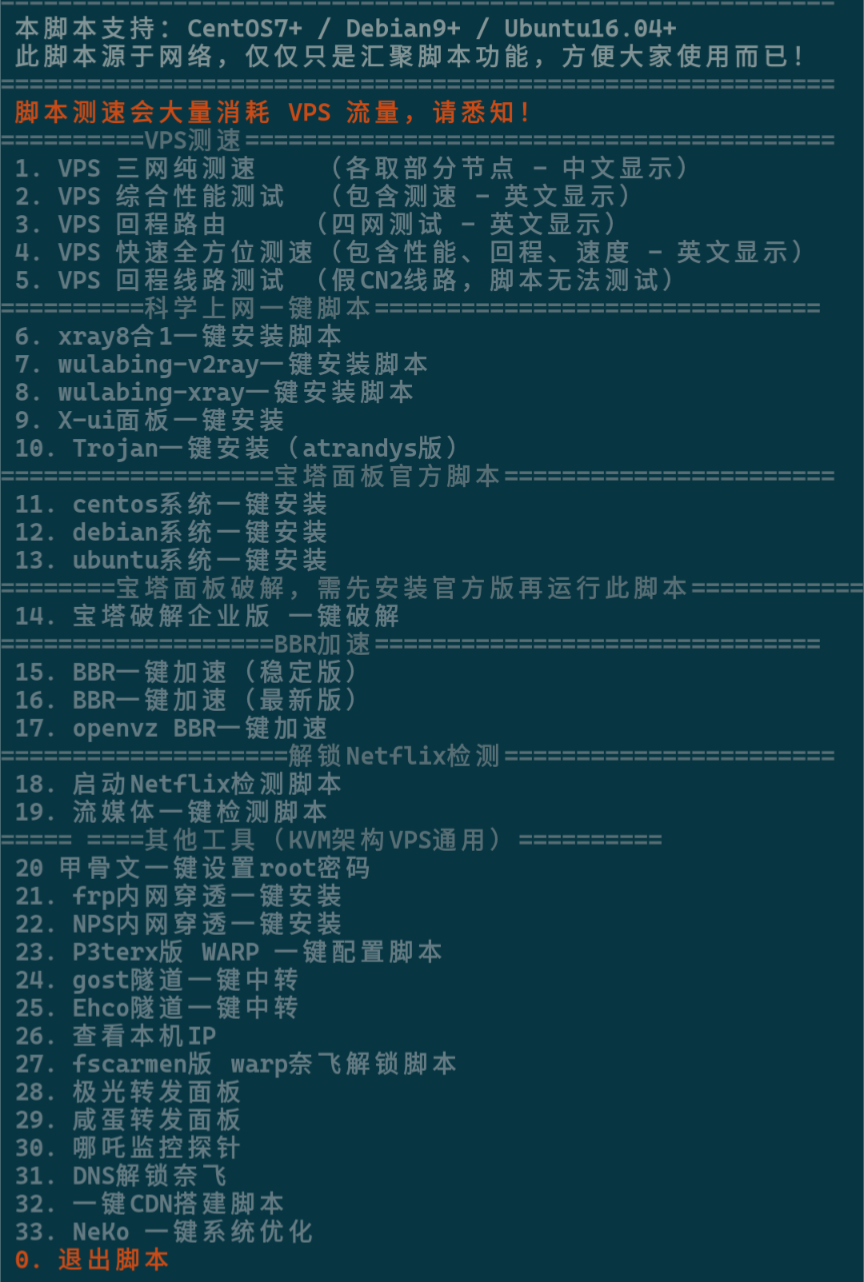 ==========================================================
本脚本支持：CentOS7+ / Debian9+ / Ubuntu16.04+
此脚本源于网络，仅仅只是汇聚脚本功能，方便大家使用而已！
==========================================================
脚本测速会大量消耗 VPS 流量，请悉知！
==========VPS测速=========================================
1. VPS 三网纯测速     （各取部分节点 - 中文显示）
2. VPS 综合性能测试   （包含测速 - 英文显示）
3. VPS 回程路由      （四网测试 - 英文显示）
4. VPS 快速全方位测速（包含性能、回程、速度 - 英文显示）
5. VPS 回程线路测试 （假CN2线路，脚本无法测试）
==========科学上网一键脚本===============================
6. xray8合1一键安装脚本
7. wulabing-v2ray一键安装脚本
8. wulabing-xray一键安装脚本
9. X-ui面板一键安装
10. Trojan一键安装（atrandys版）
===================宝塔面板官方脚本=======================
11. centos系统一键安装
12. debian系统一键安装
13. ubuntu系统一键安装
========宝塔面板破解，需先安装官方版再运行此脚本============
14. 宝塔破解企业版 一键破解
===================BBR加速===============================
15. BBR一键加速（稳定版）
16. BBR一键加速（最新版）
17. openvz BBR一键加速
====================解锁Netflix检测=======================
18. 启动Netflix检测脚本
19. 流媒体一键检测脚本
===== ====其他工具（KVM架构VPS通用）==========
20 甲骨文一键设置root密码
21. frp内网穿透一键安装
22. NPS内网穿透一键安装
23. P3terx版 WARP 一键配置脚本
24. gost隧道一键中转
25. Ehco隧道一键中转
26. 查看本机IP
27. fscarmen版 warp奈飞解锁脚本
28. 极光转发面板
29. 咸蛋转发面板
30. 哪吒监控探针
31. DNS解锁奈飞
32. 一键CDN搭建脚本
33. NeKo 一键系统优化
0. 退出脚本